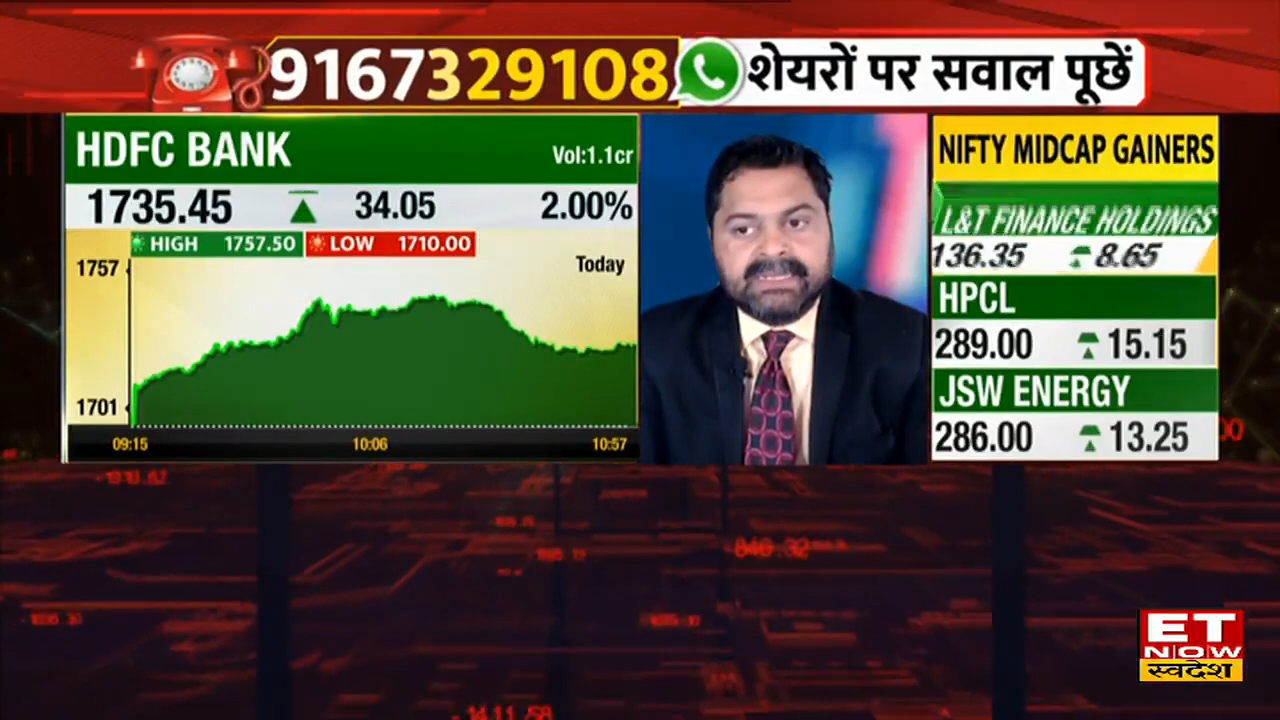 9167329108 शेयरों पर सवाल पूछें
HDFC BANK
Vol:1.1cr
1735.45 34.05 2.00%
HIGH 1757.50 LOW 1710.00
Today
1757
1701
09:15 10:06 10:57
NIFTY MIDCAP GAINERS
L&T FINANCE HOLDINGS
136.35 8.65
HPCL
289.00 15.15
JSW ENERGY
286.00 13.25
840.32
ET
NOW
स्वदेश